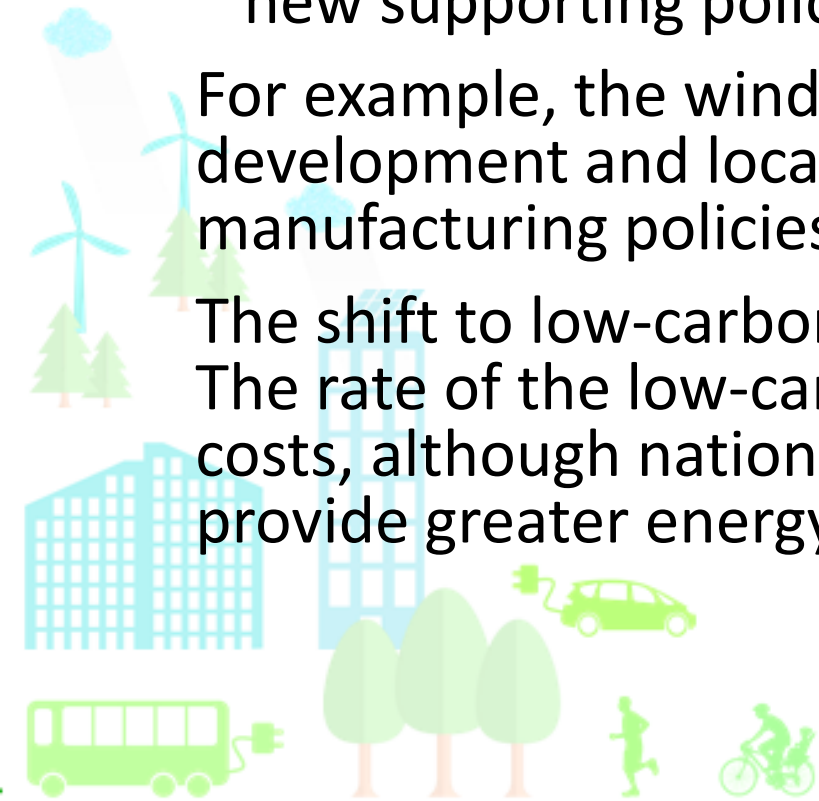 new supporting polic
For example, the wind
development and loca
manufacturing policies
The shift to low-carbon
The rate of the low-car
costs, although nation
provide greater energy